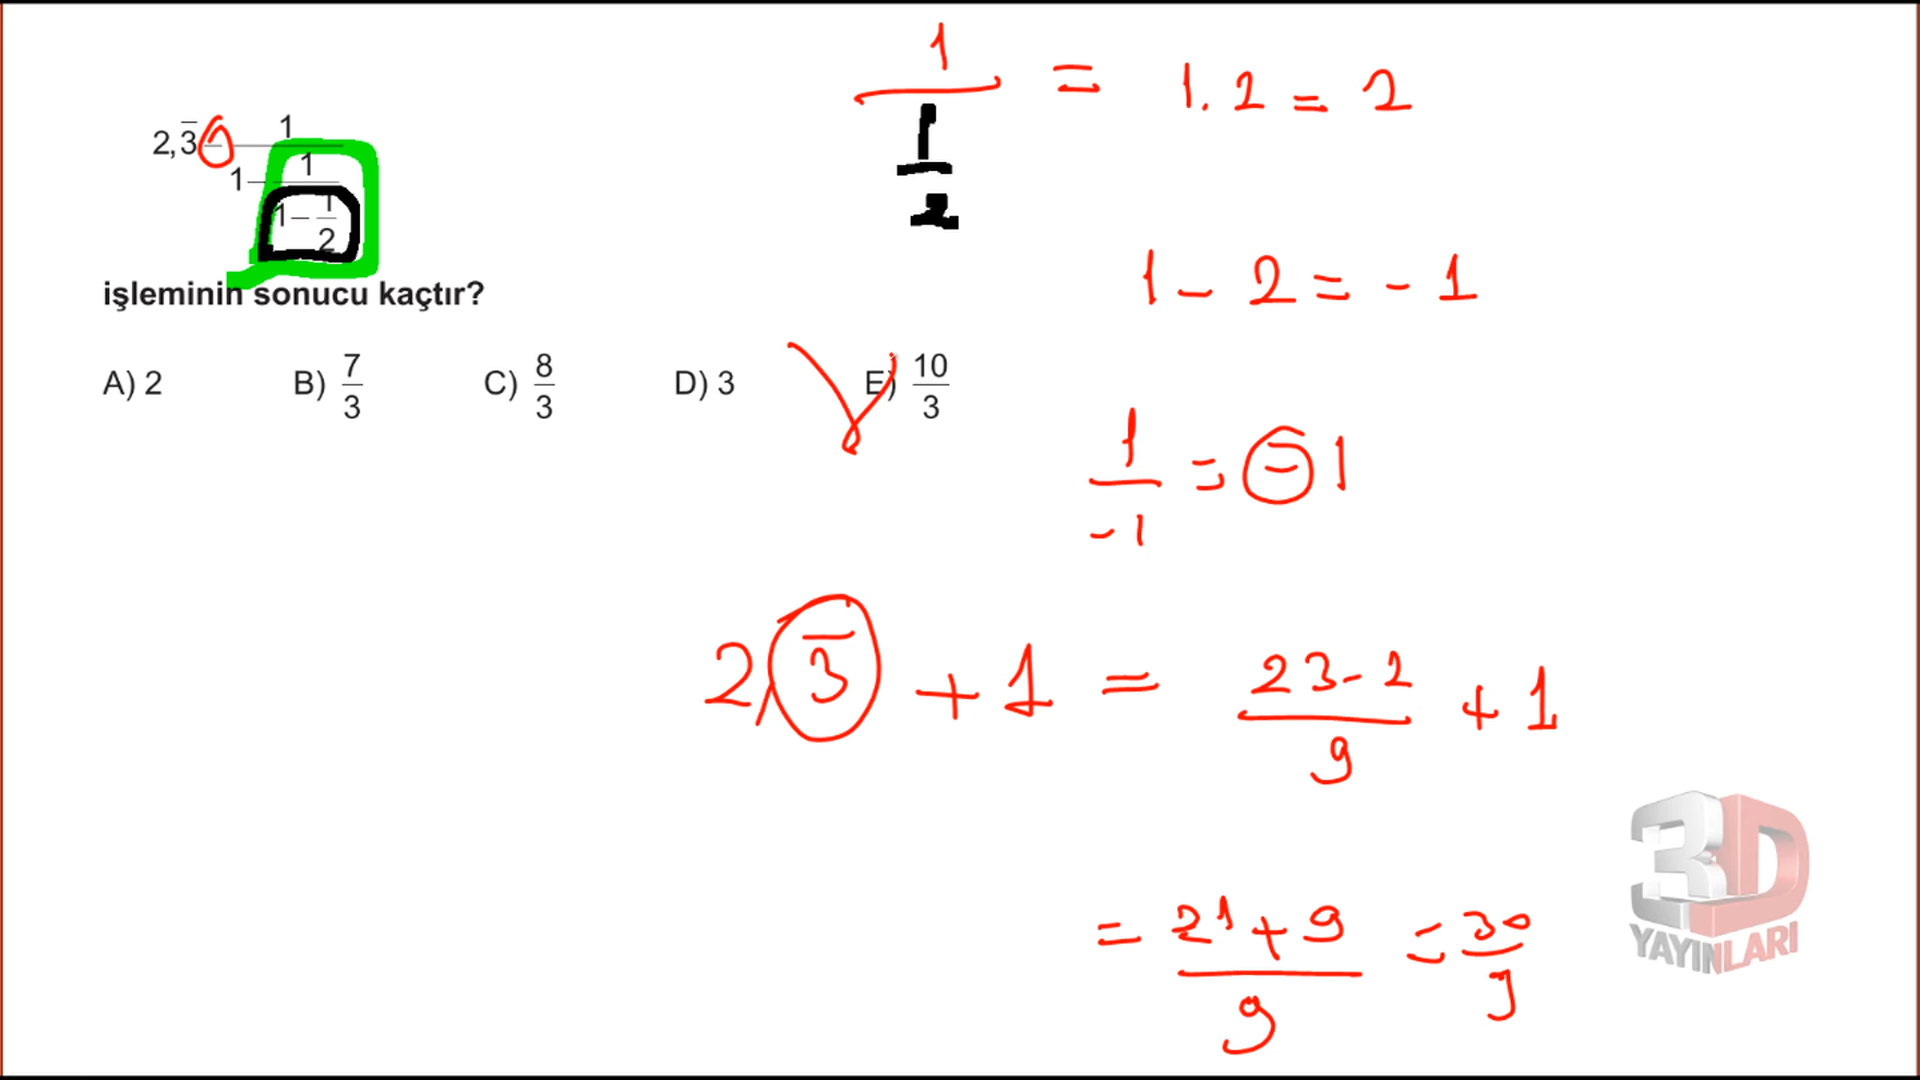 2,3̅ - 1
1 - 1
1 - 1
2
işleminin sonucu kaçtır?
A) 2 B) 7/3 C) 8/3 D) 3 E) 10/3
1
1
2
= 1.2 = 2
1 - 2 = - 1
1
-1
= - 1
2,3̅ + 1 = 23-2 / 9 + 1
= 21+9 / 9 = 30 / 9
3D
YAYINLARI